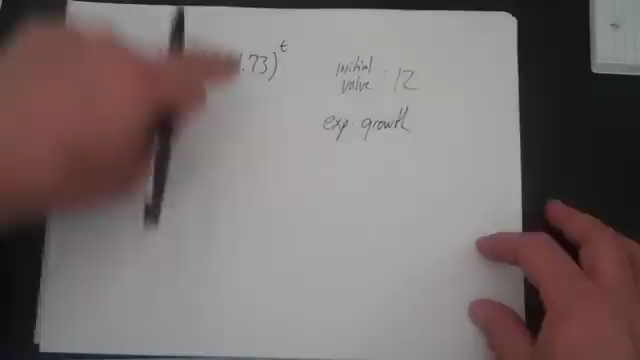 .73)^t
initial
value : 12
exp. growth